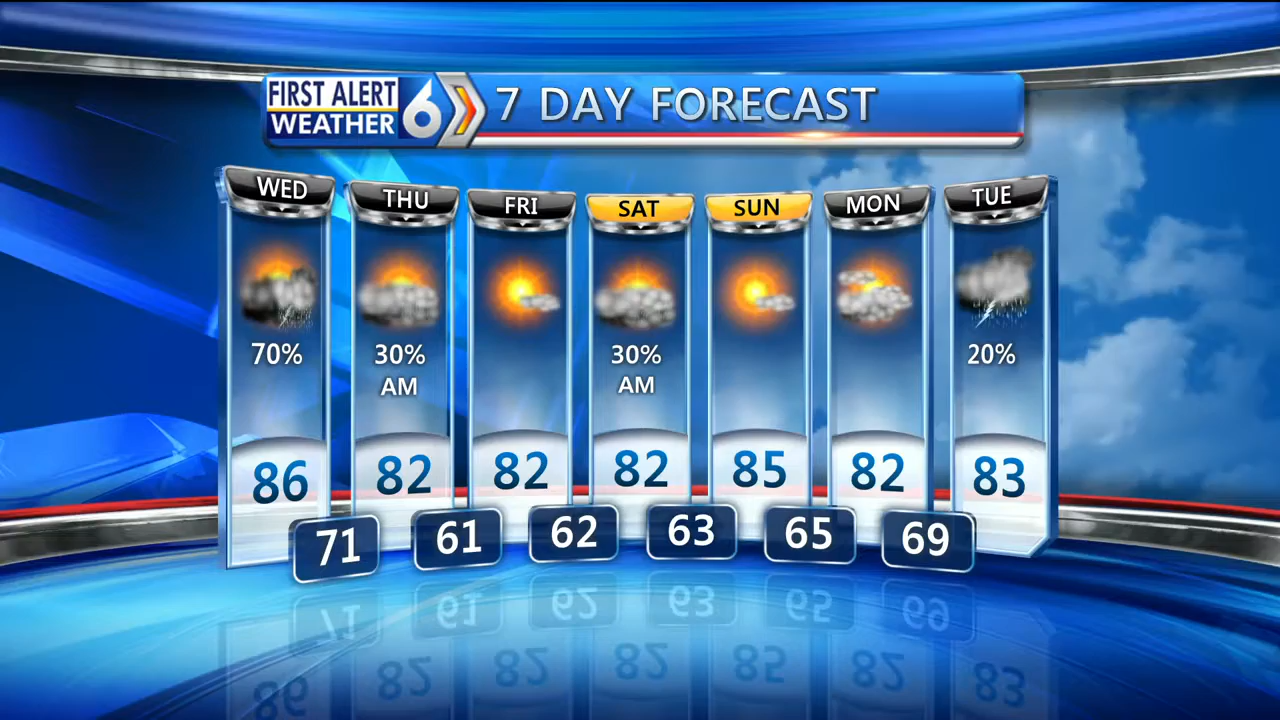 FIRST ALERT
WEATHER 6
7 DAY FORECAST
WED THU FRI SAT SUN MON TUE
70% 30% 30% 20%
AM AM
86 82 82 82 85 82 83
71 61 62 63 65 69